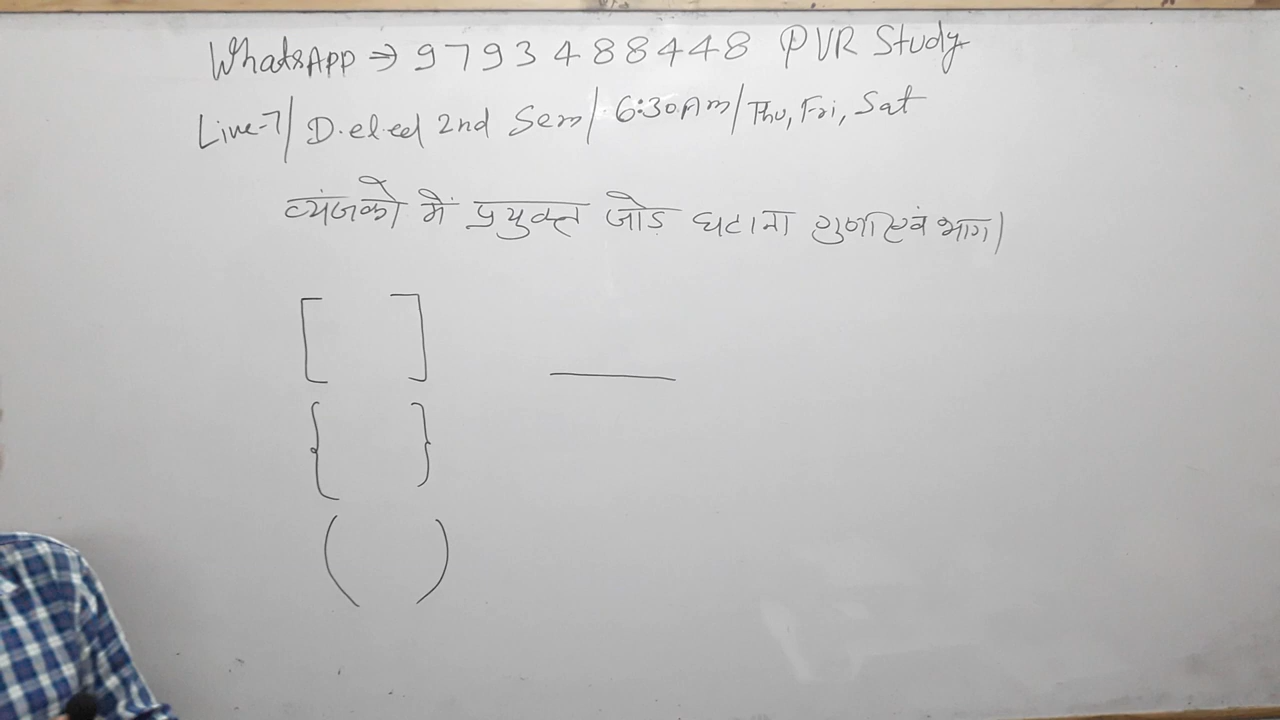 WhatsApp → 9793488448 PVR Study
Live-7/ D.el.ed 2nd Sem/ 6:30Am/Thu, Fri, Sat
व्यंजको में प्रयुक्त जोड़ घटाना गुणा एवं भाग।
[ ] ———
{ }
( )